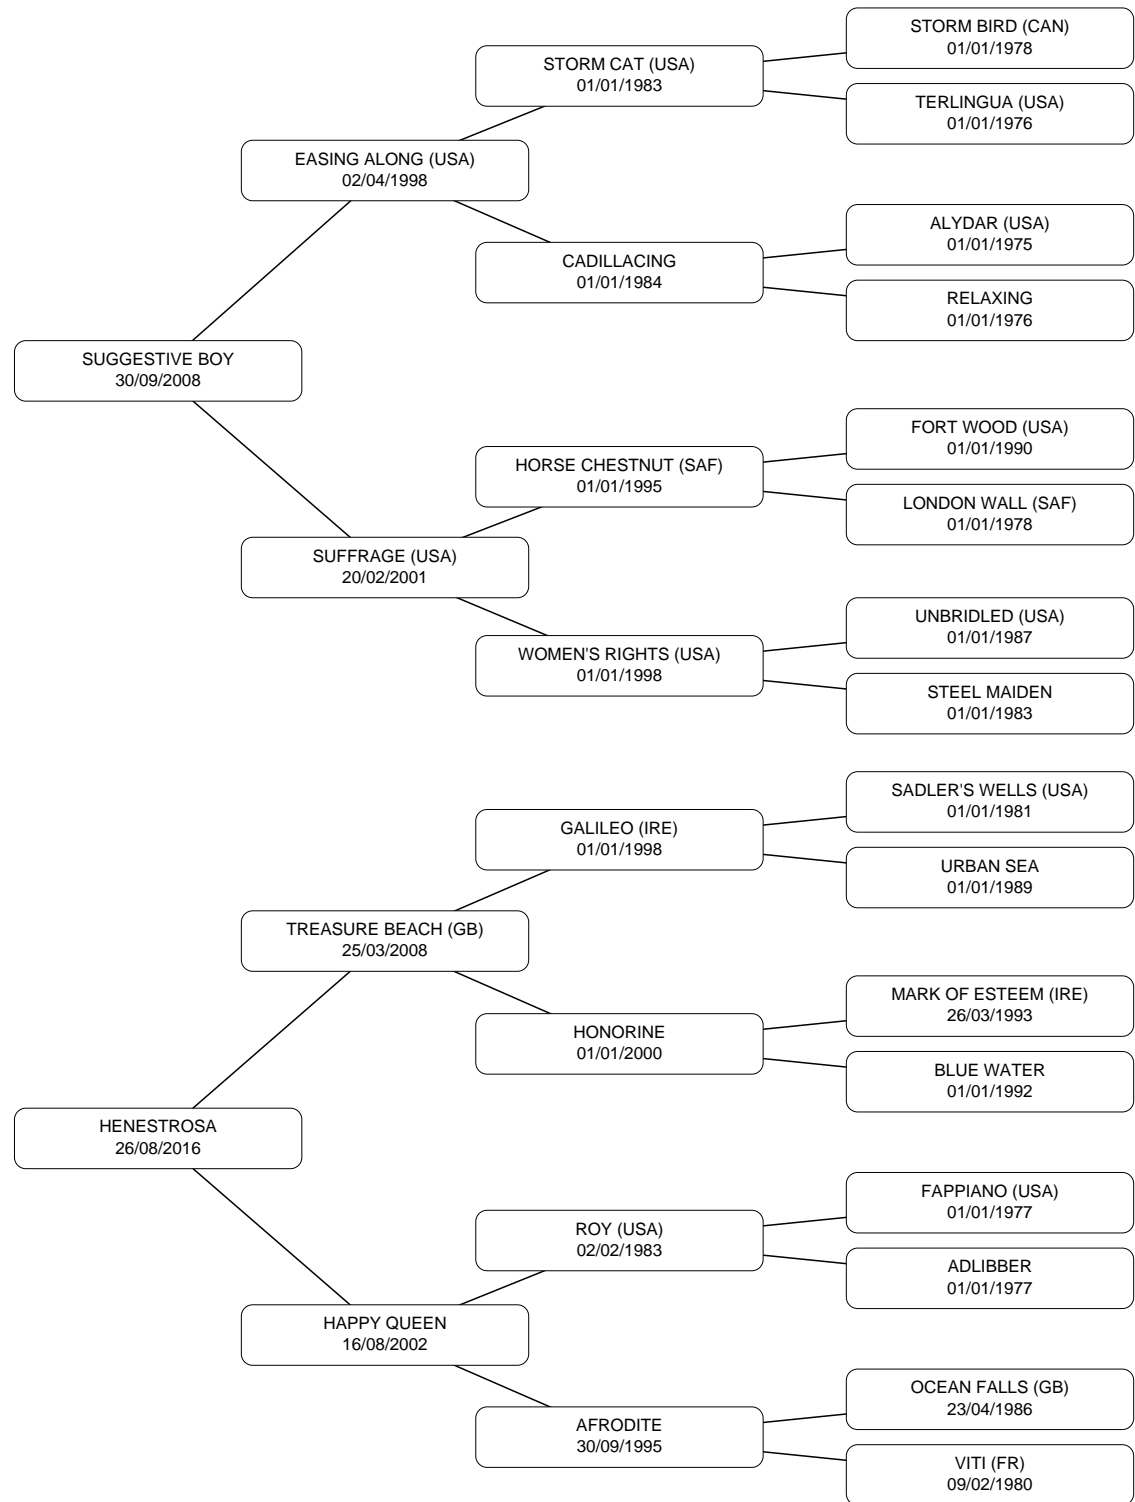 STORM BIRD (CAN)
01/01/1978
STORM CAT (USA)
01/01/1983
TERLINGUA (USA)
01/01/1976
EASING ALONG (USA)
02/04/1998
ALYDAR (USA)
01/01/1975
CADILLACING
01/01/1984
RELAXING
01/01/1976
SUGGESTIVE BOY
30/09/2008
FORT WOOD (USA)
01/01/1990
HORSE CHESTNUT (SAF)
01/01/1995
LONDON WALL (SAF)
01/01/1978
SUFFRAGE (USA)
20/02/2001
UNBRIDLED (USA)
01/01/1987
WOMEN'S RIGHTS (USA)
01/01/1998
STEEL MAIDEN
01/01/1983
SADLER'S WELLS (USA)
01/01/1981
GALILEO (IRE)
01/01/1998
URBAN SEA
01/01/1989
TREASURE BEACH (GB)
25/03/2008
MARK OF ESTEEM (IRE)
26/03/1993
HONORINE
01/01/2000
BLUE WATER
01/01/1992
HENESTROSA
26/08/2016
FAPPIANO (USA)
01/01/1977
ROY (USA)
02/02/1983
ADLIBBER
01/01/1977
HAPPY QUEEN
16/08/2002
OCEAN FALLS (GB)
23/04/1986
AFRODITE
30/09/1995
VITI (FR)
09/02/1980